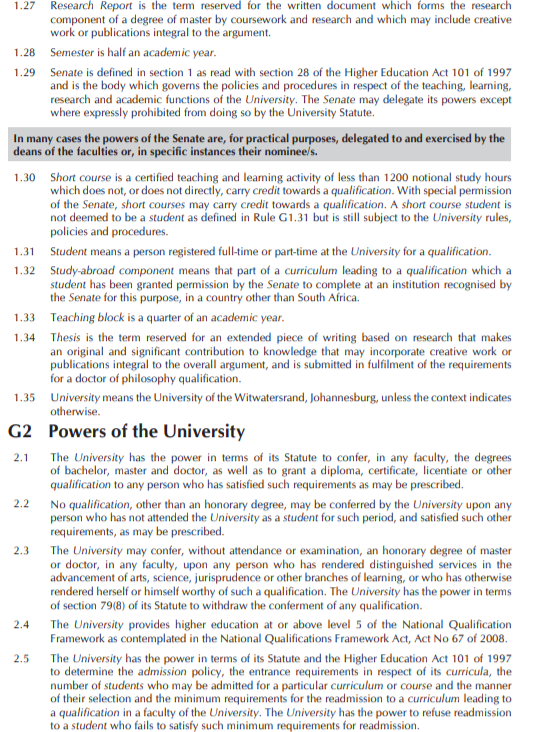 1.27 Research Report is the term reserved for the written document which forms the research
component of a degree of master by coursework and research and which may include creative
work or publications integral to the argument.
1.28 Semester is half an academic year.
1.29 Senate is defined in section 1 as read with section 28 of the Higher Education Act 101 of 1997
and is the body which governs the policies and procedures in respect of the teaching, learning,
research and academic functions of the University. The Senate may delegate its powers except
where expressly prohibited from doing so by the University Statute.
In many cases the powers of the Senate are, for practical purposes, delegated to and exercised by the
deans of the faculties or, in specific instances their nominee/s.
1.30 Short course is a certified teaching and learning activity of less than 1200 notional study hours
which does not, or does not directly, carry credit towards a qualification. With special permission
of the Senate, short courses may carry credit towards a qualification. A short course student is
not deemed to be a student as defined in Rule G1.31 but is still subject to the University rules,
policies and procedures.
1.31 Student means a person registered full-time or part-time at the University for a qualification.
1.32 Study-abroad component means that part of a curriculum leading to a qualification which a
student has been granted permission by the Senate to complete at an institution recognised by
the Senate for this purpose, in a country other than South Africa.
1.33 Teaching block is a quarter of an academic year.
1.34 Thesis is the term reserved for an extended piece of writing based on research that makes
an original and significant contribution to knowledge that may incorporate creative work or
publications integral to the overall argument, and is submitted in fulfilment of the requirements
for a doctor of philosophy qualification.
1.35 University means the University of the Witwatersrand, Johannesburg, unless the context indicates
otherwise.
G2 Powers of the University
2.1 The University has the power in terms of its Statute to confer, in any faculty, the degrees
of bachelor, master and doctor, as well as to grant a diploma, certificate, licentiate or other
qualification to any person who has satisfied such requirements as may be prescribed.
2.2 No qualification, other than an honorary degree, may be conferred by the University upon any
person who has not attended the University as a student for such period, and satisfied such other
requirements, as may be prescribed.
2.3 The University may confer, without attendance or examination, an honorary degree of master
or doctor, in any faculty, upon any person who has rendered distinguished services in the
advancement of arts, science, jurisprudence or other branches of learning, or who has otherwise
rendered herself or himself worthy of such a qualification. The University has the power in terms
of section 79(8) of its Statute to withdraw the conferment of any qualification.
2.4 The University provides higher education at or above level 5 of the National Qualification
Framework as contemplated in the National Qualifications Framework Act, Act No 67 of 2008.
2.5 The University has the power in terms of its Statute and the Higher Education Act 101 of 1997
to determine the admission policy, the entrance requirements in respect of its curricula, the
number of students who may be admitted for a particular curriculum or course and the manner
of their selection and the minimum requirements for the readmission to a curriculum leading to
a qualification in a faculty of the University. The University has the power to refuse readmission
to a student who fails to satisfy such minimum requirements for readmission.